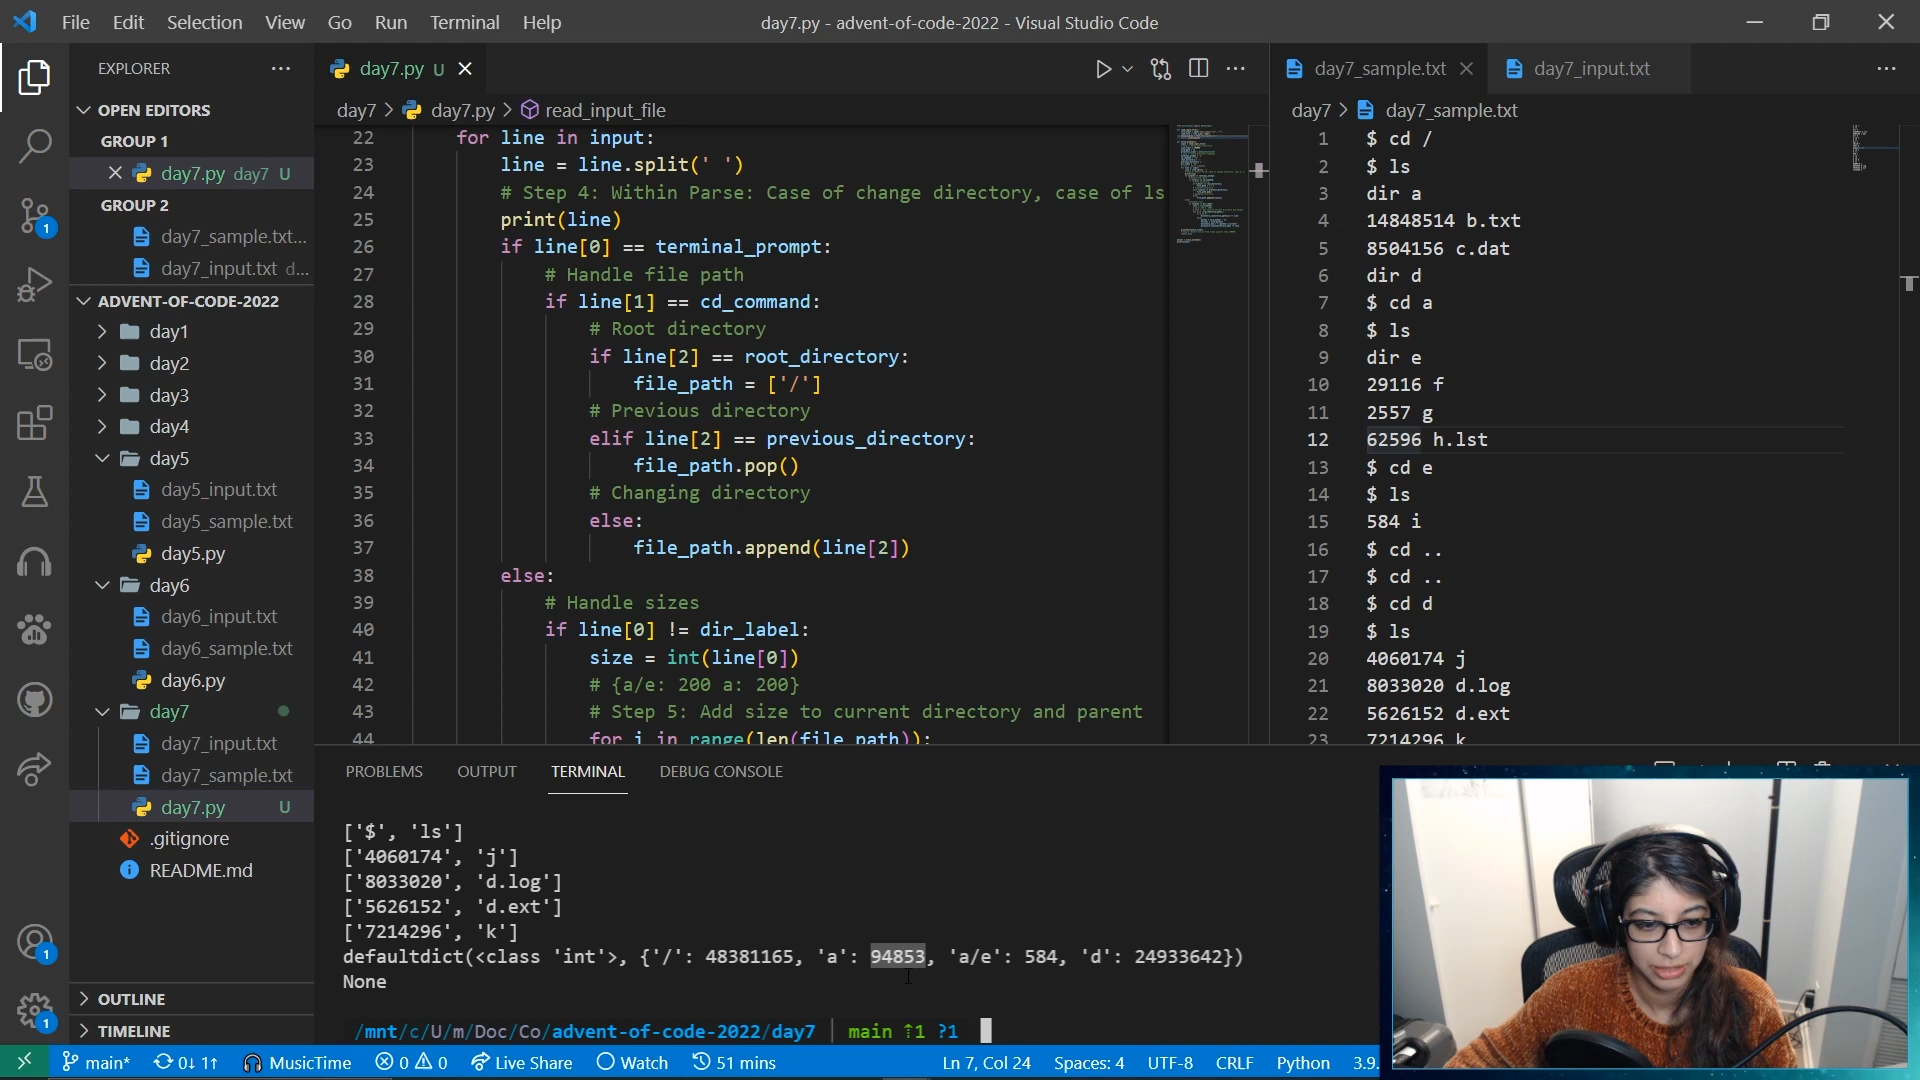 File Edit Selection View Go Run Terminal Help
day7.py - advent-of-code-2022 - Visual Studio Code
EXPLORER
OPEN EDITORS
GROUP 1
day7.py day7 U
GROUP 2
day7_sample.txt...
day7_input.txt d...
ADVENT-OF-CODE-2022
day1
day2
day3
day4
day5
day5_input.txt
day5_sample.txt
day5.py
day6
day6_input.txt
day6_sample.txt
day6.py
day7
day7_input.txt
day7_sample.txt
day7.py U
.gitignore
README.md
OUTLINE
TIMELINE
1
1
1
day7.py U
day7 > day7.py > read_input_file
22 for line in input:
23 line = line.split(' ')
24 # Step 4: Within Parse: Case of change directory, case of ls
25 print(line)
26 if line[0] == terminal_prompt:
27 # Handle file path
28 if line[1] == cd_command:
29 # Root directory
30 if line[2] == root_directory:
31 file_path = ['/']
32 # Previous directory
33 elif line[2] == previous_directory:
34 file_path.pop()
35 # Changing directory
36 else:
37 file_path.append(line[2])
38 else:
39 # Handle sizes
40 if line[0] != dir_label:
41 size = int(line[0])
42 # {a/e: 200 a: 200}
43 # Step 5: Add size to current directory and parent
44 for i in range(len(file_path)):
day7_sample.txt day7_input.txt
day7 > day7_sample.txt
1 $ cd /
2 $ ls
3 dir a
4 14848514 b.txt
5 8504156 c.dat
6 dir d
7 $ cd a
8 $ ls
9 dir e
10 29116 f
11 2557 g
12 62596 h.lst
13 $ cd e
14 $ ls
15 584 i
16 $ cd ..
17 $ cd ..
18 $ cd d
19 $ ls
20 4060174 j
21 8033020 d.log
22 5626152 d.ext
23 7214296 k
PROBLEMS OUTPUT TERMINAL DEBUG CONSOLE
['$', 'ls']
['4060174', 'j']
['8033020', 'd.log']
['5626152', 'd.ext']
['7214296', 'k']
defaultdict(<class 'int'>, {'/': 48381165, 'a': 94853, 'a/e': 584, 'd': 24933642})
None
/mnt/c/U/m/Doc/Co/advent-of-code-2022/day7 main ⇡1 ?1
main* 0↓ 1↑ MusicTime 0 0 Live Share Watch 51 mins Ln 7, Col 24 Spaces: 4 UTF-8 CRLF Python 3.9.